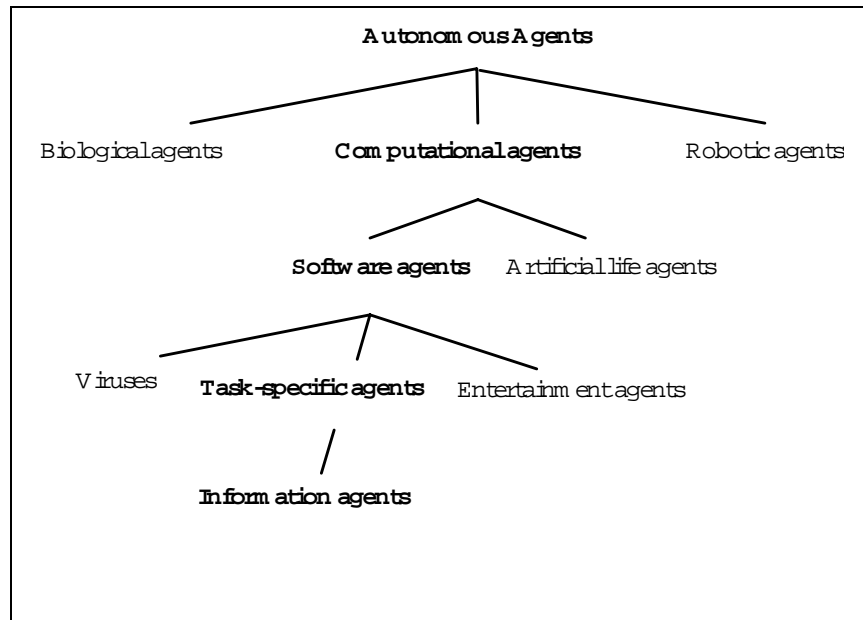 Autonomous Agents
Biological agents Computational agents Robotic agents
Software agents Artificial life agents
Viruses Task-specific agents Entertainment agents
Information agents